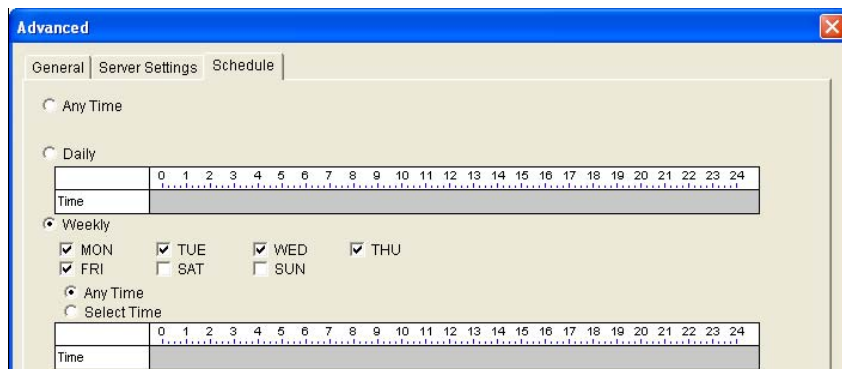 Advanced
General Server Settings Schedule
Any Time
Daily
0 1 2 3 4 5 6 7 8 9 10 11 12 13 14 15 16 17 18 19 20 21 22 23 24
Time
Weekly
MON TUE WED THU
FRI SAT SUN
Any Time
Select Time
0 1 2 3 4 5 6 7 8 9 10 11 12 13 14 15 16 17 18 19 20 21 22 23 24
Time